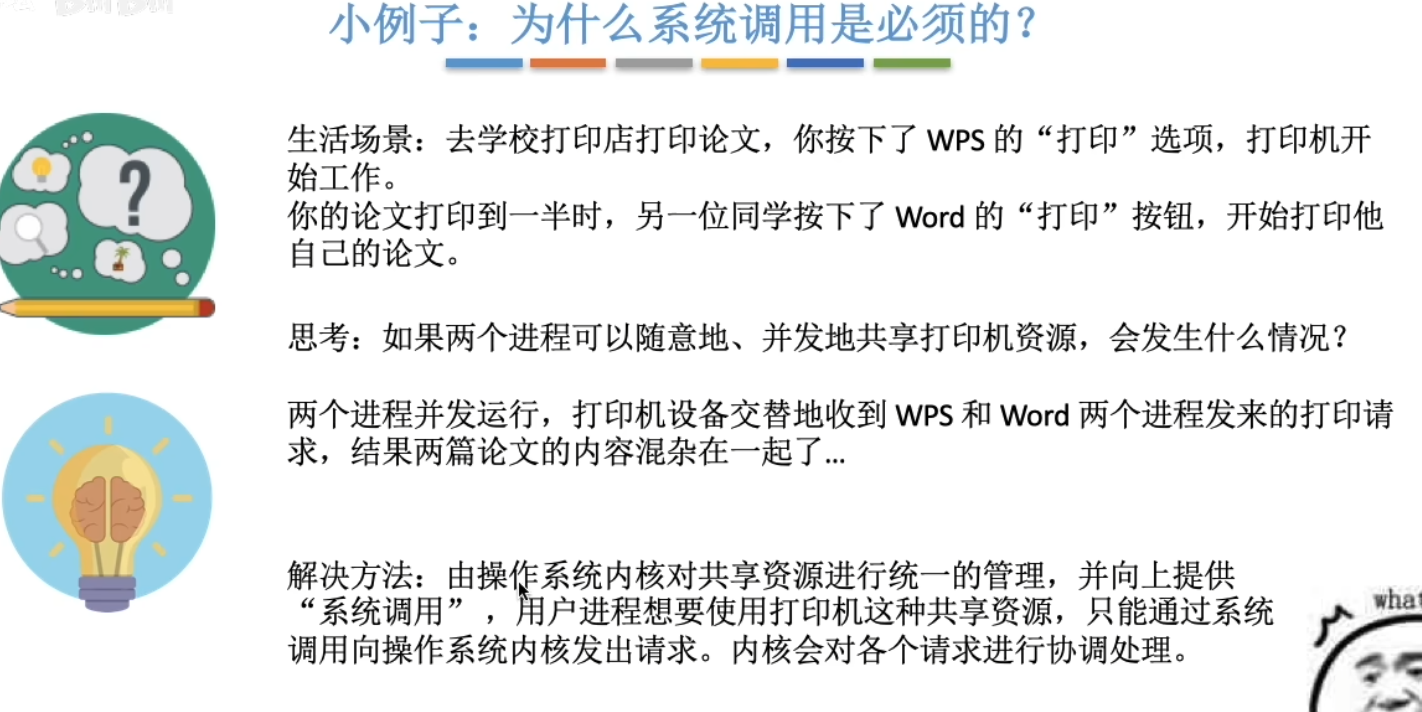 小例子：为什么系统调用是必须的？
生活场景：去学校打印店打印论文，你按下了 WPS 的“打印”选项，打印机开
始工作。
你的论文打印到一半时，另一位同学按下了 Word 的“打印”按钮，开始打印他
自己的论文。
思考：如果两个进程可以随意地、并发地共享打印机资源，会发生什么情况？
两个进程并发运行，打印机设备交替地收到 WPS 和 Word 两个进程发来的打印请
求，结果两篇论文的内容混杂在一起了...
解决方法：由操作系统内核对共享资源进行统一的管理，并向上提供
“系统调用”，用户进程想要使用打印机这种共享资源，只能通过系统
调用向操作系统内核发出请求。内核会对各个请求进行协调处理。
?
what